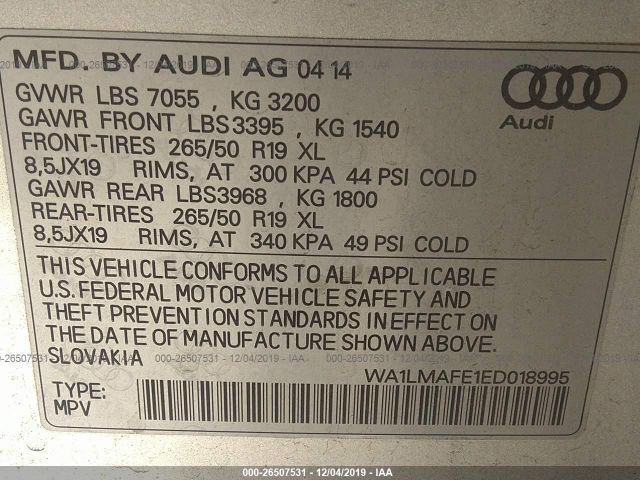 MFD. BY AUDI AG 04 14
GVWR LBS 7055 , KG 3200
GAWR FRONT LBS3395 , KG 1540
FRONT-TIRES 265/50 R19 XL
8,5JX19 RIMS, AT 300 KPA 44 PSI COLD
GAWR REAR LBS3968 , KG 1800
REAR-TIRES 265/50 R19 XL
8,5JX19 RIMS, AT 340 KPA 49 PSI COLD
Audi
THIS VEHICLE CONFORMS TO ALL APPLICABLE
U.S. FEDERAL MOTOR VEHICLE SAFETY AND
THEFT PREVENTION STANDARDS IN EFFECT ON
THE DATE OF MANUFACTURE SHOWN ABOVE.
SLOVAKIA
WA1LMAFE1ED018995
TYPE:
MPV
000-26507531 - 12/04/2019 - IAA